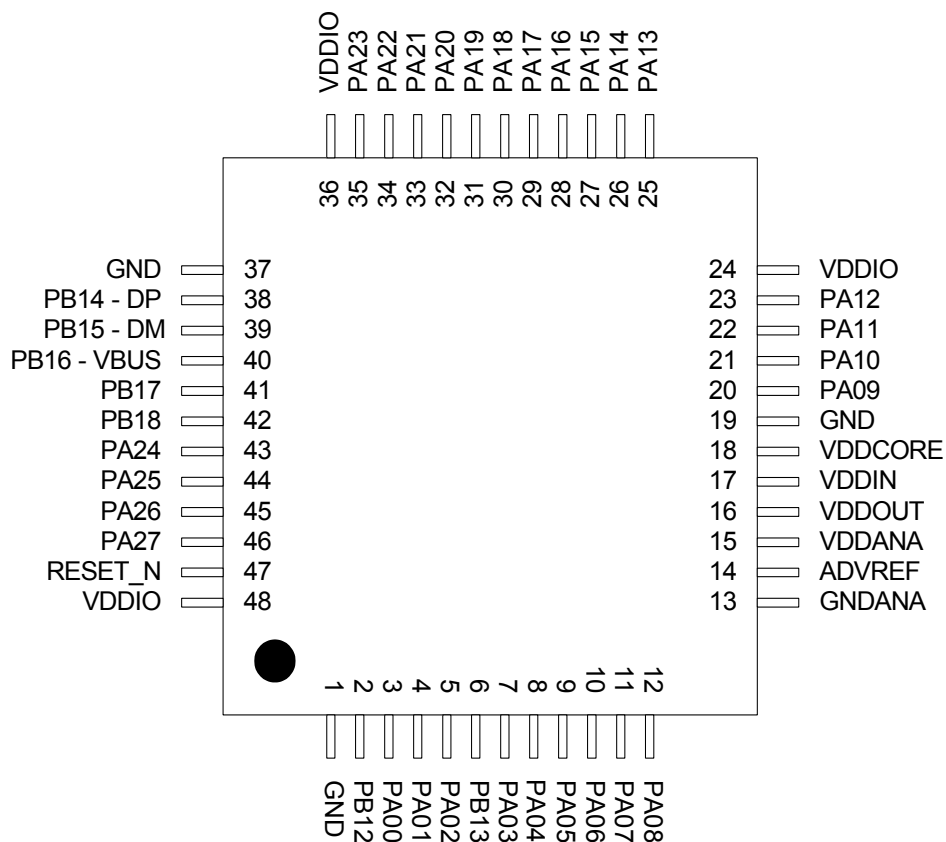 VDDIO
PA23
PA22
PA21
PA20
PA19
PA18
PA17
PA16
PA15
PA14
PA13
36
35
34
33
32
31
30
29
28
27
26
25
GND 37 24 VDDIO
PB14 - DP 38 23 PA12
PB15 - DM 39 22 PA11
PB16 - VBUS 40 21 PA10
PB17 41 20 PA09
PB18 42 19 GND
PA24 43 18 VDDCORE
PA25 44 17 VDDIN
PA26 45 16 VDDOUT
PA27 46 15 VDDANA
RESET_N 47 14 ADVREF
VDDIO 48 13 GNDANA
1
2
3
4
5
6
7
8
9
10
11
12
GND
PB12
PA00
PA01
PA02
PB13
PA03
PA04
PA05
PA06
PA07
PA08